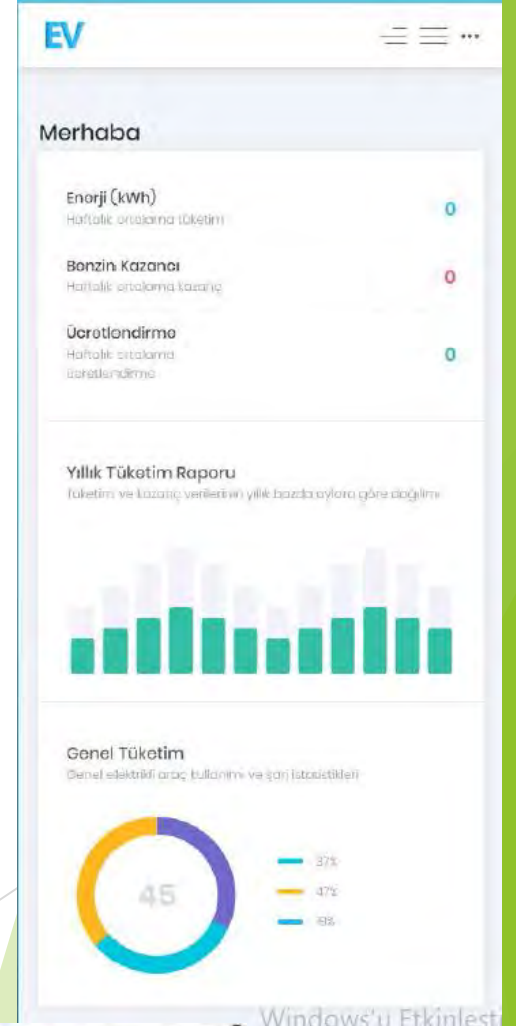 EV
Merhaba
Enerji (kWh)
Haftalık ortalama tüketim
0
Benzin Kazancı
Haftalık ortalama kazanç
0
Ücretlendirme
Haftalık ortalama
ücretlendirme
0
Yıllık Tüketim Raporu
Tüketim ve kazanç verilerinin yıllık bazda aylara göre dağılımı
Genel Tüketim
Genel elektrikli araç kullanımı ve şarj istatistikleri
45
37%
47%
Windows'u Etkinleşti